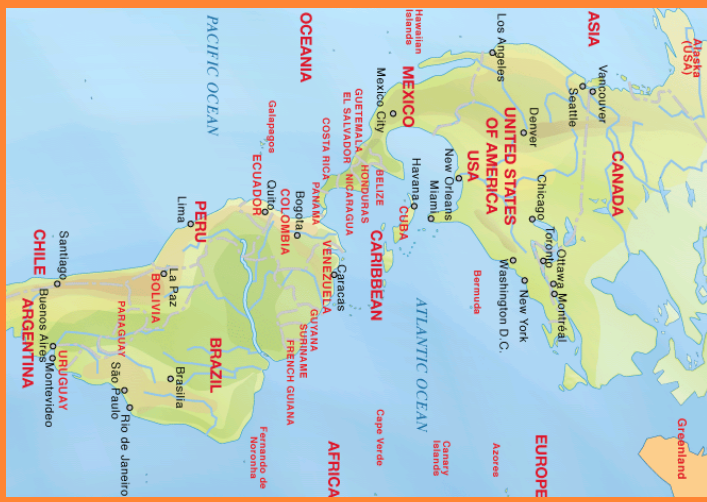 Alaska
(USA)
Greenland
CANADA
ASIA
Vancouver
Seattle
Ottawa
Montréal
Toronto
EUROPE
Chicago
New York
Denver
UNITED STATES
OF AMERICA
Washington D.C.
Los Angeles
USA
Azores
New Orleans
Bermuda
Miami
Canary
Islands
Hawaiian
Islands
Havana
ATLANTIC OCEAN
MEXICO
CUBA
Mexico City
BELIZE
CARIBBEAN
Cape Verde
GUETEMALA
EL SALVADOR
HONDURAS
NICARAGUA
COSTA RICA
PANAMA
OCEANIA
Caracas
VENEZUELA
AFRICA
GUYANA
SURINAME
FRENCH GUIANA
Bogota
COLOMBIA
Galapagos
Quito
ECUADOR
Fernando de
Noronha
PACIFIC OCEAN
BRAZIL
PERU
Lima
Brasilia
La Paz
BOLIVIA
Rio de Janeiro
São Paulo
PARAGUAY
Santiago
URUGUAY
Montevideo
Buenos Aires
CHILE
ARGENTINA